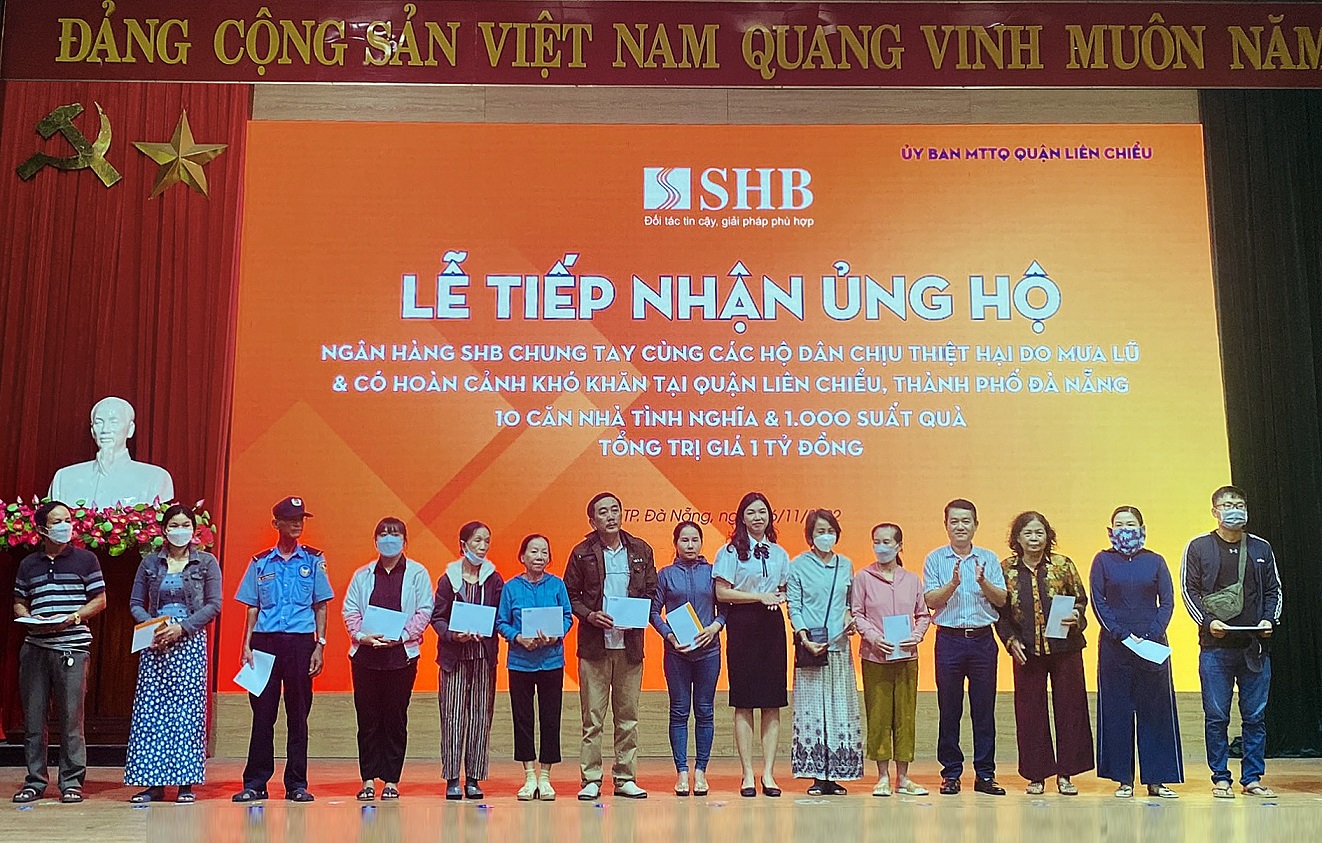 ĐẢNG CỘNG SẢN VIỆT NAM QUANG VINH MUÔN NĂM
ỦY BAN MTTQ QUẬN LIÊN CHIỂU
SHB
Đối tác tin cậy, giải pháp phù hợp
LỄ TIẾP NHẬN ỦNG HỘ
NGÂN HÀNG SHB CHUNG TAY CÙNG CÁC HỘ DÂN CHỊU THIỆT HẠI DO MƯA LŨ
& CÓ HOÀN CẢNH KHÓ KHĂN TẠI QUẬN LIÊN CHIỂU, THÀNH PHỐ ĐÀ NẴNG
10 CĂN NHÀ TÌNH NGHĨA & 1.000 SUẤT QUÀ
TỔNG TRỊ GIÁ 1 TỶ ĐỒNG
TP. Đà Nẵng, 6/11/